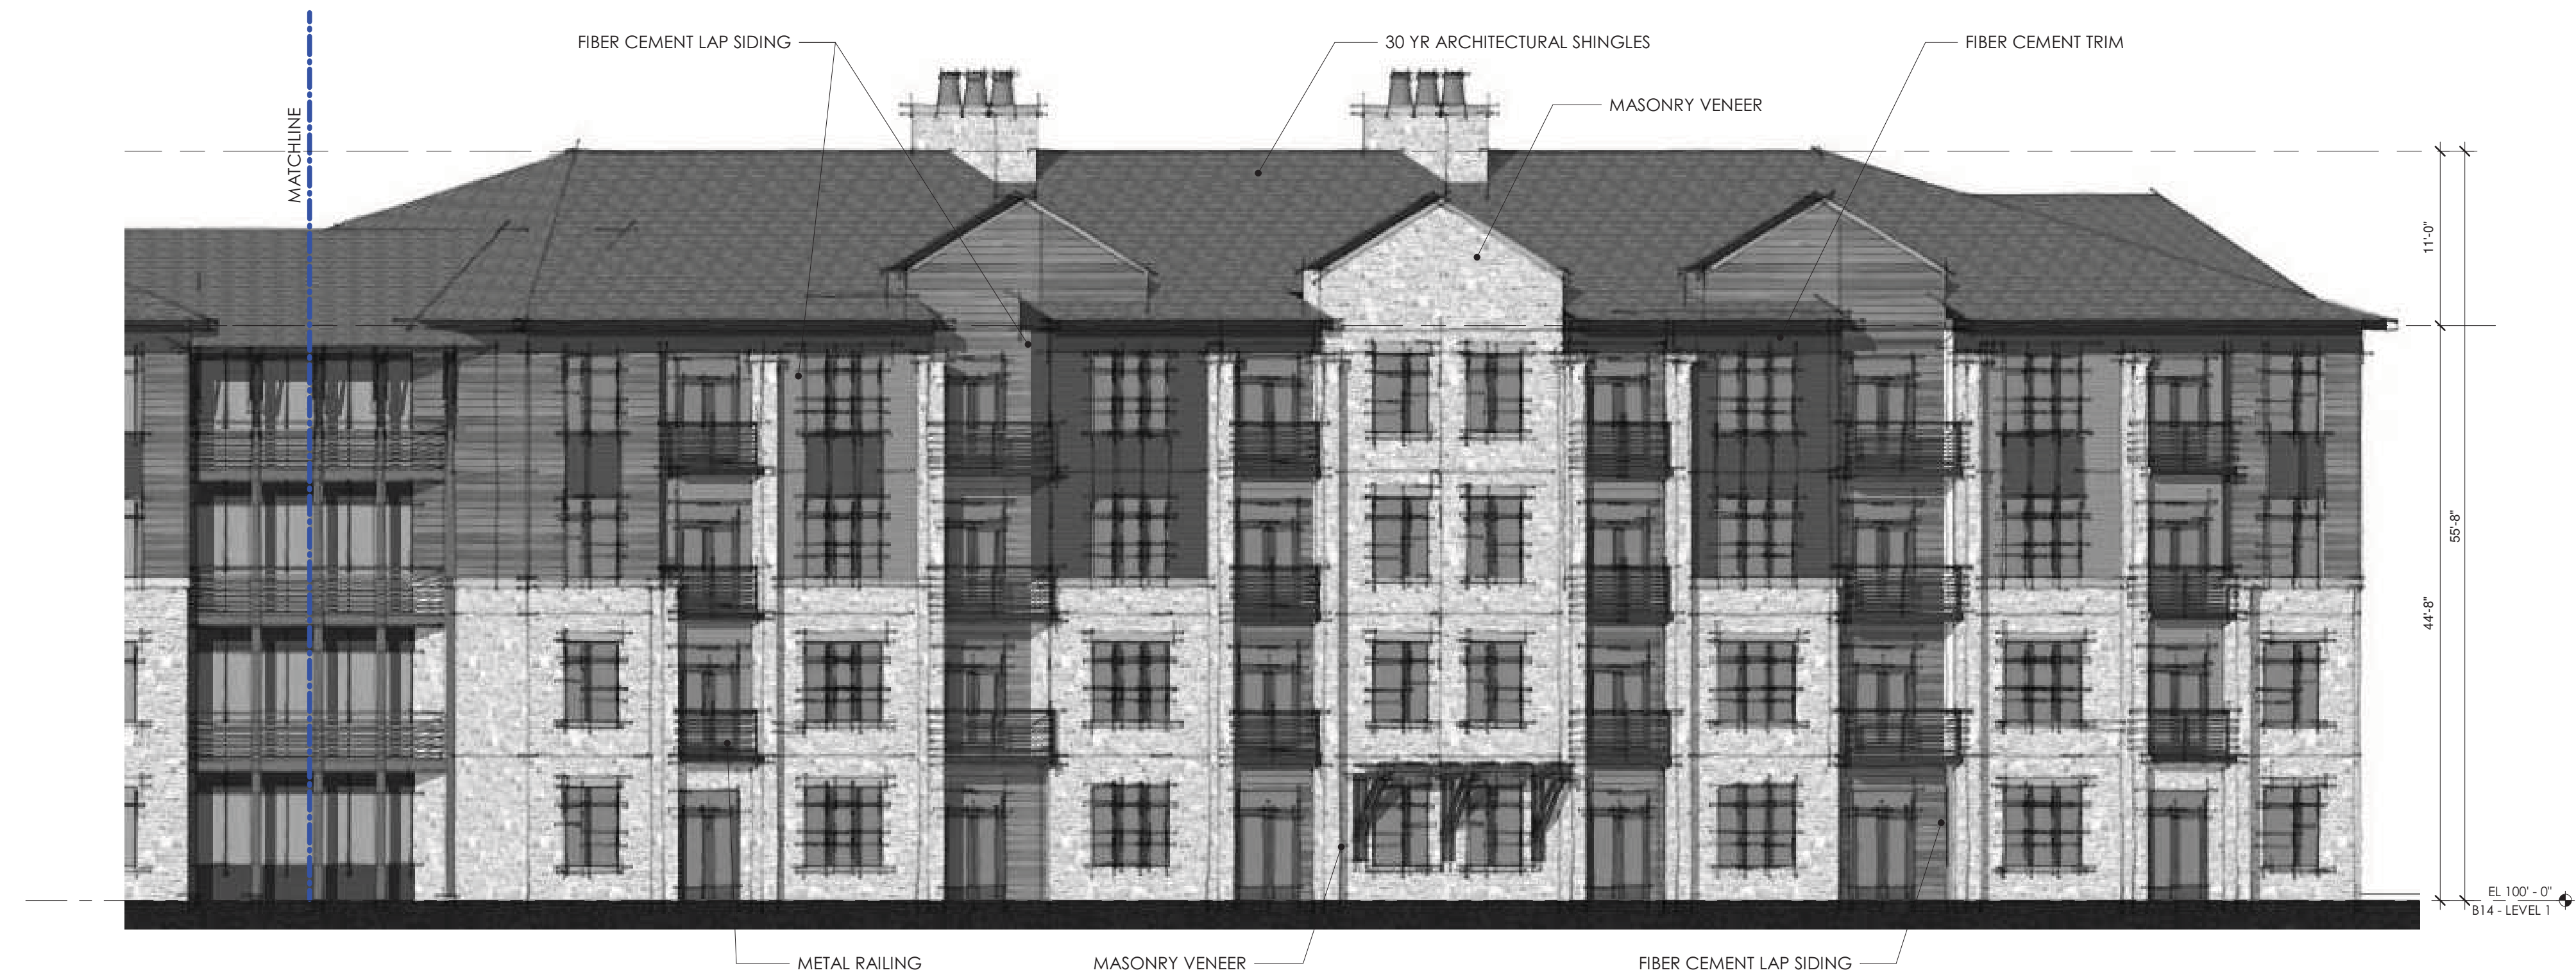 FIBER CEMENT LAP SIDING
30 YR ARCHITECTURAL SHINGLES
FIBER CEMENT TRIM
MASONRY VENEER
MATCHLINE
11'-0"
55'-8"
44'-8"
EL 100' - 0"
B14 - LEVEL 1
METAL RAILING
MASONRY VENEER
FIBER CEMENT LAP SIDING